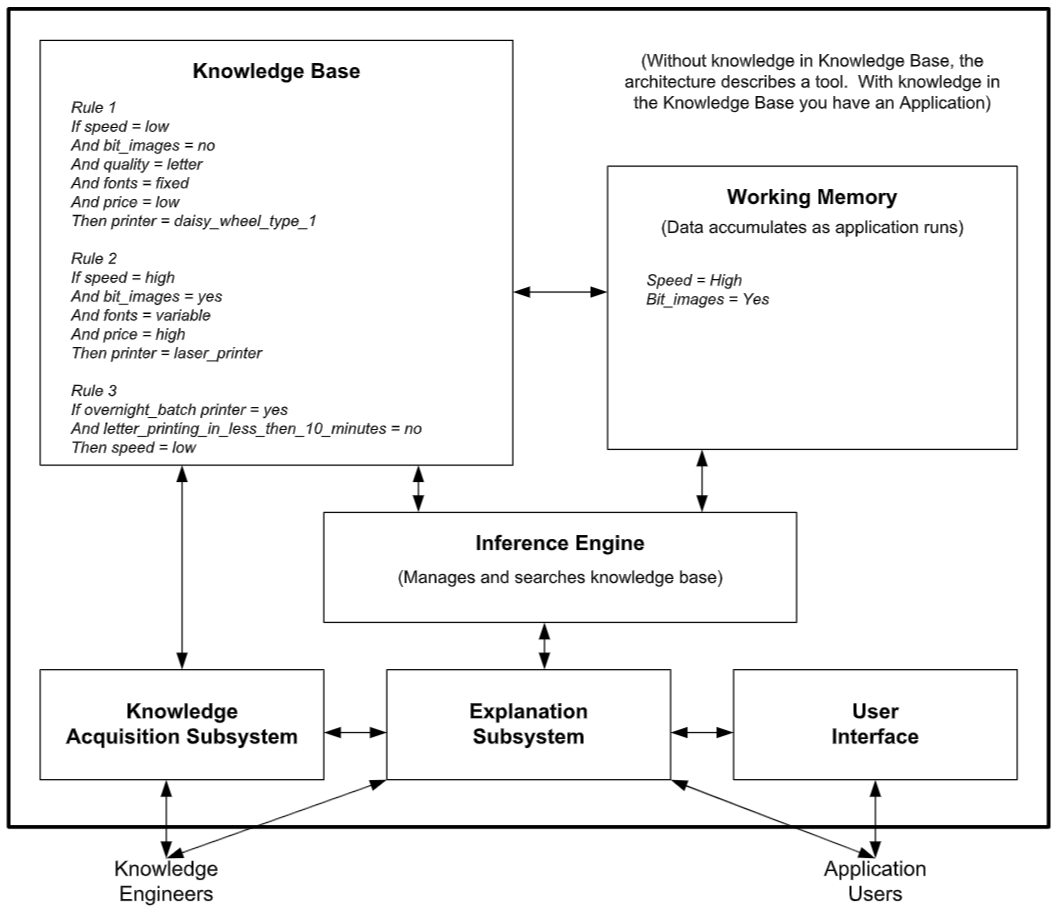 Knowledge Base
Rule 1
If speed = low
And bit_images = no
And quality = letter
And fonts = fixed
And price = low
Then printer = daisy_wheel_type_1
Rule 2
If speed = high
And bit_images = yes
And fonts = variable
And price = high
Then printer = laser_printer
Rule 3
If overnight_batch printer = yes
And letter_printing_in_less_then_10_minutes = no
Then speed = low
(Without knowledge in Knowledge Base, the
architecture describes a tool. With knowledge in
the Knowledge Base you have an Application)
Working Memory
(Data accumulates as application runs)
Speed = High
Bit_images = Yes
Inference Engine
(Manages and searches knowledge base)
Knowledge
Acquisition Subsystem
Explanation
Subsystem
User
Interface
Knowledge
Engineers
Application
Users